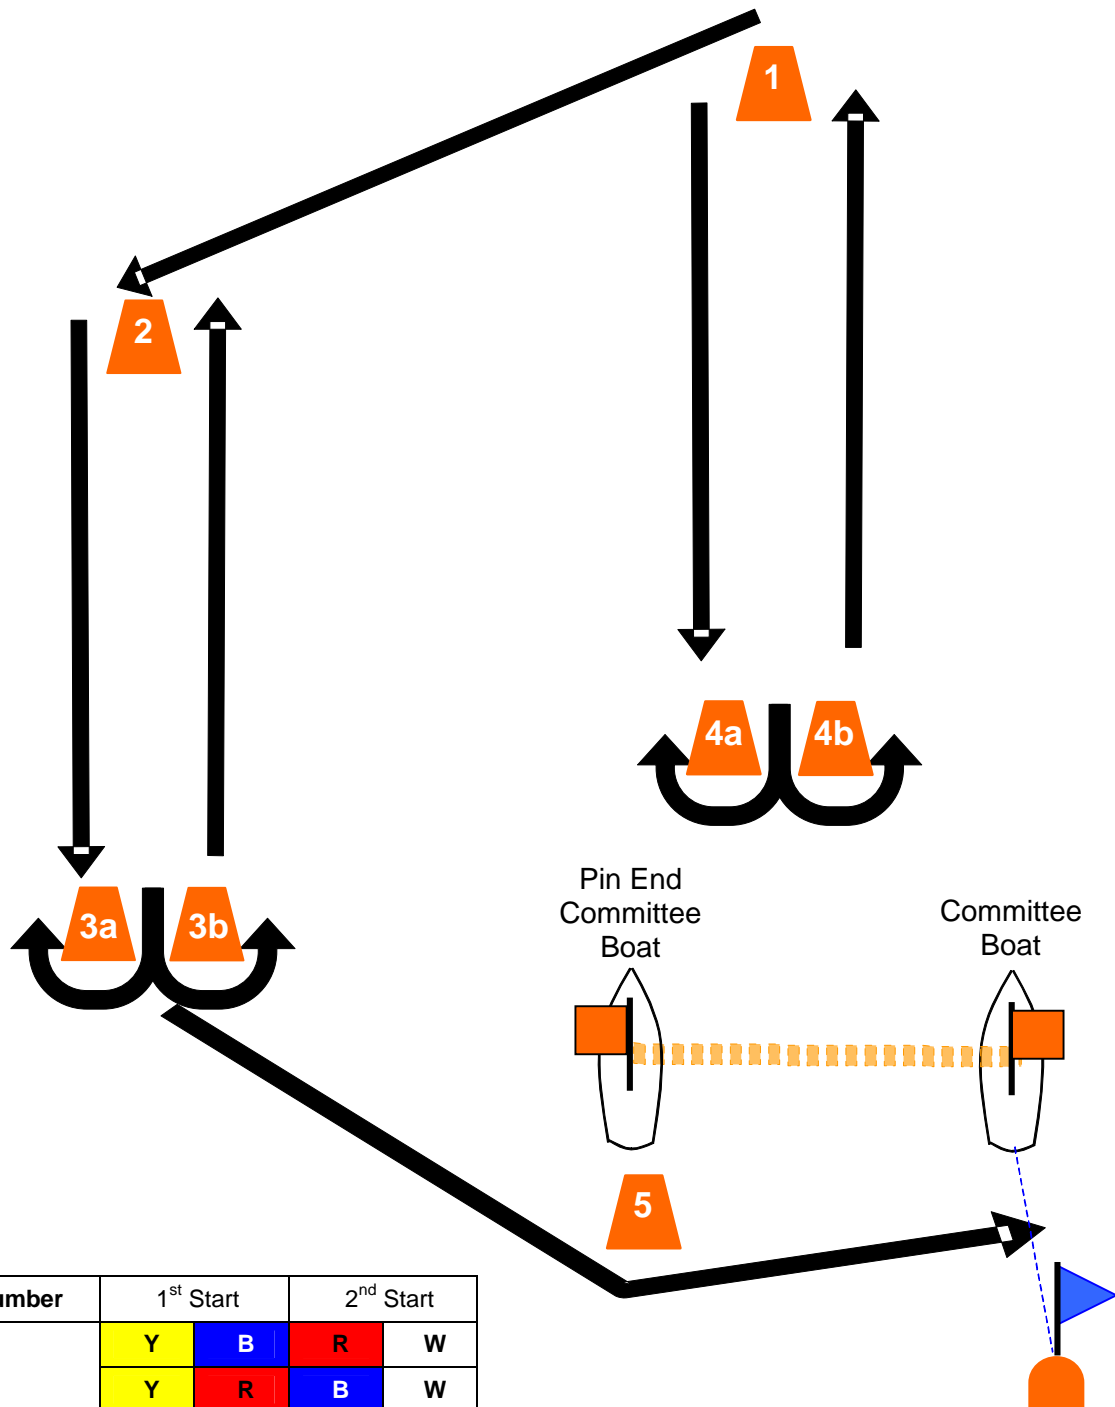 1
2
4a 4b
Pin End
Committee
Boat
Committee
Boat
3a 3b
5
umber 1st Start 2nd Start
Y B R W
Y R B W